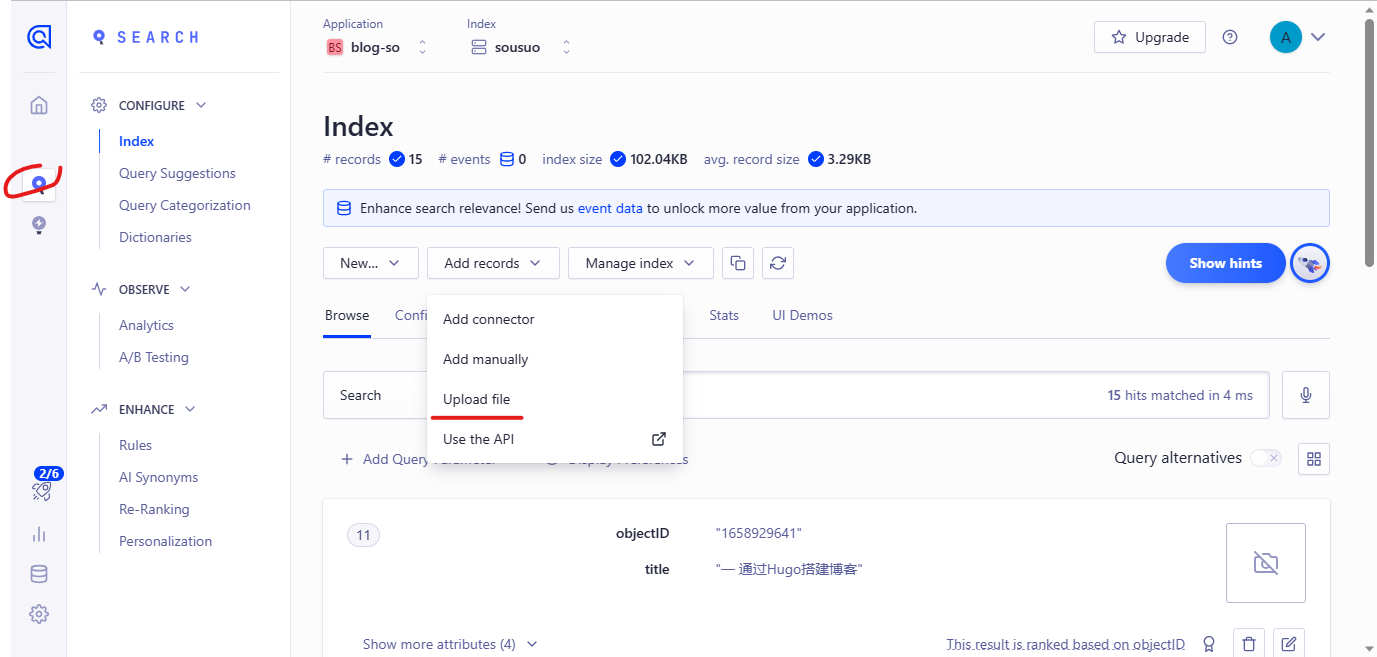 SEARCH
CONFIGURE
Index
Query Suggestions
Query Categorization
Dictionaries
OBSERVE
Analytics
A/B Testing
ENHANCE
Rules
AI Synonyms
Re-Ranking
Personalization
2/6
Application
Index
BS blog-so
sousuo
Upgrade
A
Index
# records 15 # events 0 index size 102.04KB avg. record size 3.29KB
Enhance search relevance! Send us event data to unlock more value from your application.
New... Add records Manage index
Show hints
Browse Confi Stats UI Demos
Add connector
Add manually
Upload file
Use the API
Search
15 hits matched in 4 ms
Add Query Parameter Display Preferences
Query alternatives
11
objectID "1658929641"
title "一 通过Hugo搭建博客"
Show more attributes (4)
This result is ranked based on objectID